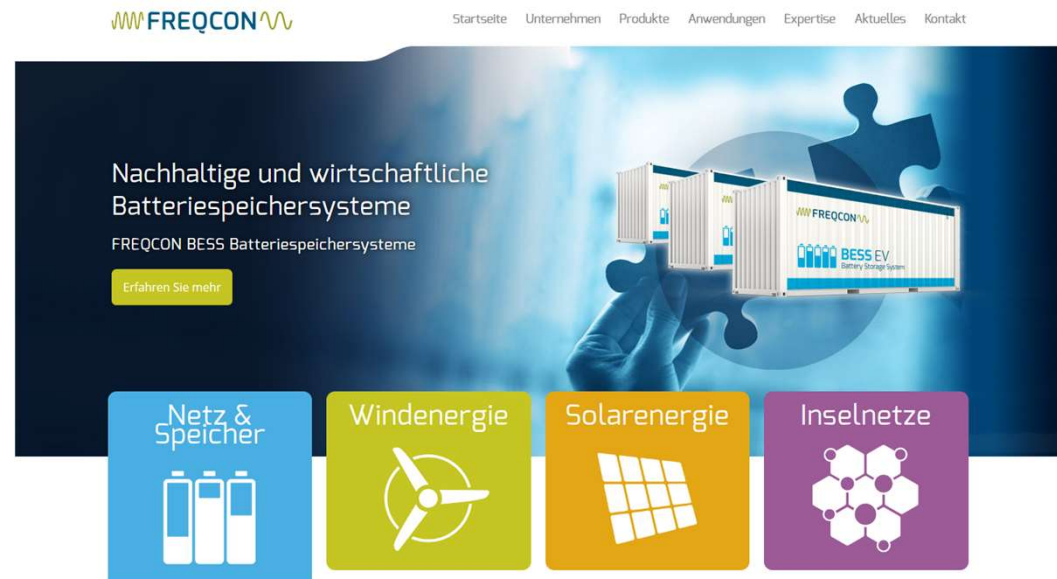 FREQCON
Startseite Unternehmen Produkte Anwendungen Expertise Aktuelles Kontakt
Nachhaltige und wirtschaftliche
Batteriespeichersysteme
FREQCON BESS Batteriespeichersysteme
Erfahren Sie mehr
FREQCON
BESS EV
Battery Storage System
Netz &
Speicher
Windenergie
Solarenergie
Inselnetze